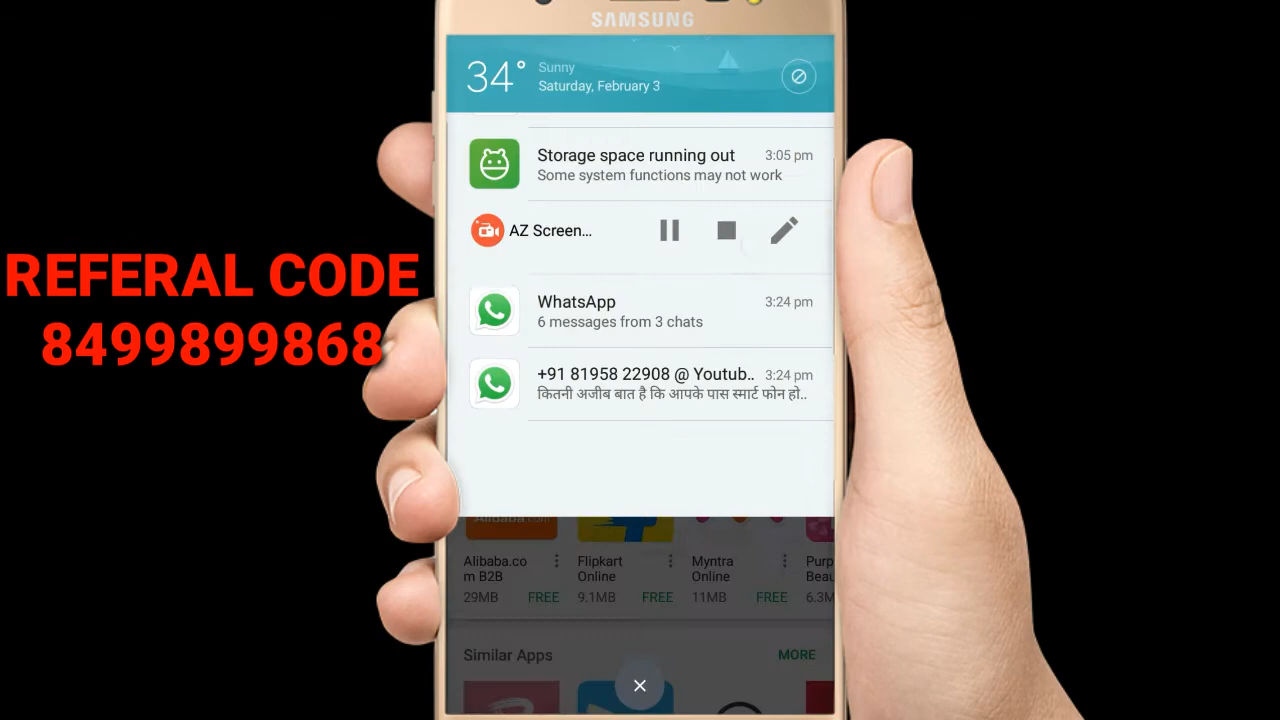 SAMSUNG
34°
Sunny
Saturday, February 3
Storage space running out 3:05 pm
Some system functions may not work
AZ Screen...
WhatsApp 3:24 pm
6 messages from 3 chats
+91 81958 22908 @ Youtub.. 3:24 pm
कितनी अजीब बात है कि आपके पास स्मार्ट फोन हो..
REFERAL CODE
8499899868
Alibaba.com
Alibaba.co
m B2B
29MB FREE
Flipkart
Online
9.1MB FREE
Myntra
Online
11MB FREE
Purp
Beau
6.3M
Similar Apps MORE